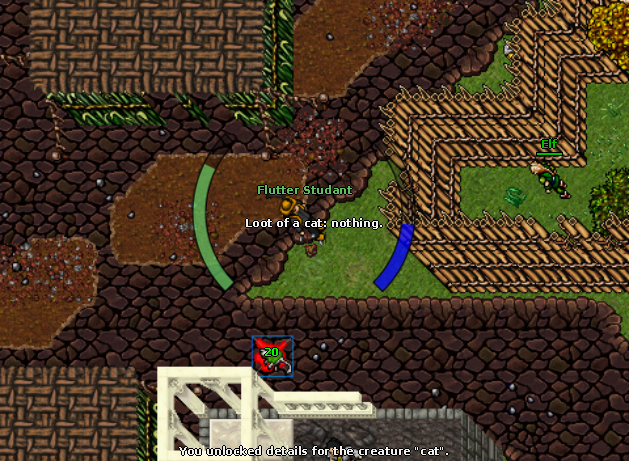 Elf
Flutter Studant
Loot of a cat: nothing.
20
You unlocked details for the creature "cat".